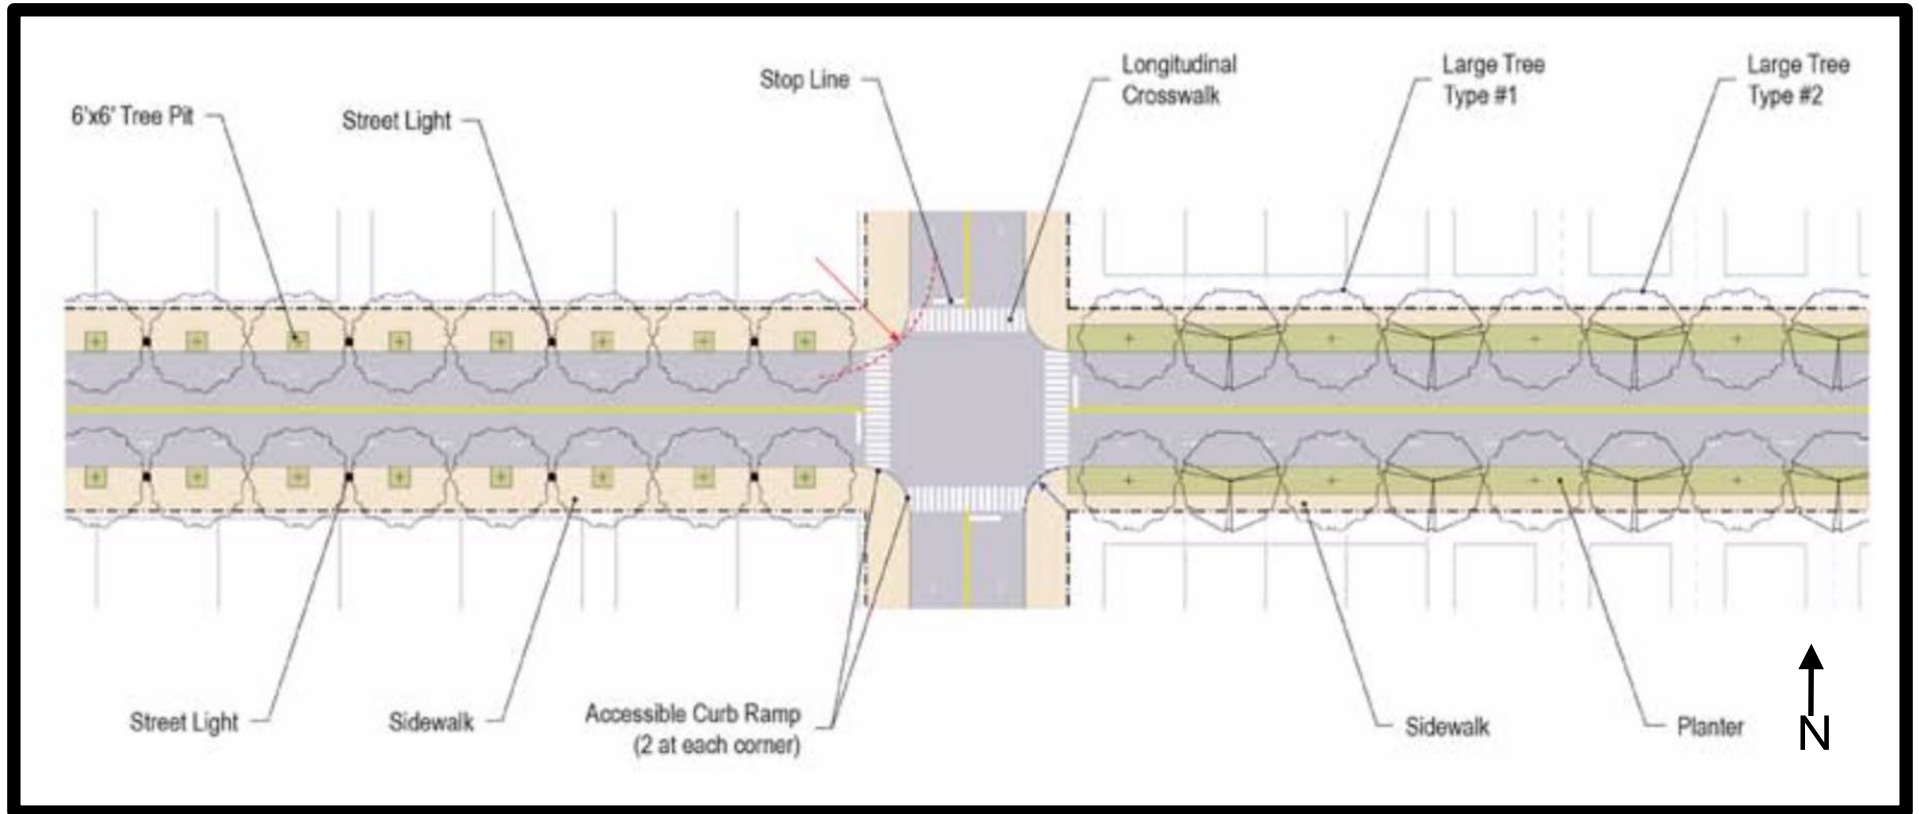 Stop Line
Longitudinal
Crosswalk
Large Tree
Type #1
Large Tree
Type #2
6'x6' Tree Pit
Street Light
Street Light
Sidewalk
Accessible Curb Ramp
(2 at each corner)
Sidewalk
Planter
N